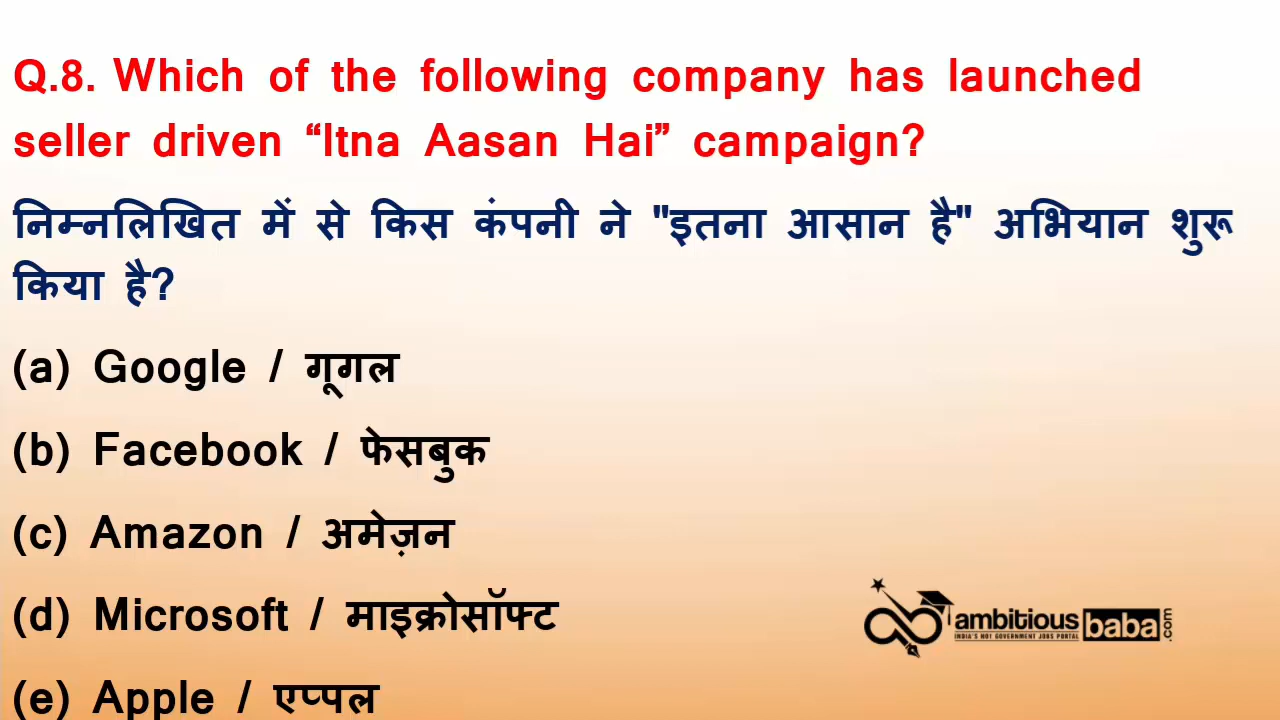 Q.8. Which of the following company has launched
seller driven “Itna Aasan Hai” campaign?
निम्नलिखित में से किस कंपनी ने "इतना आसान है" अभियान शुरू
किया है?
(a) Google / गूगल
(b) Facebook / फेसबुक
(c) Amazon / अमेज़न
(d) Microsoft / माइक्रोसॉफ्ट
ambitiousbaba.com
INDIA'S NO1 GOVERNMENT JOBS PORTAL
(e) Apple / एप्पल